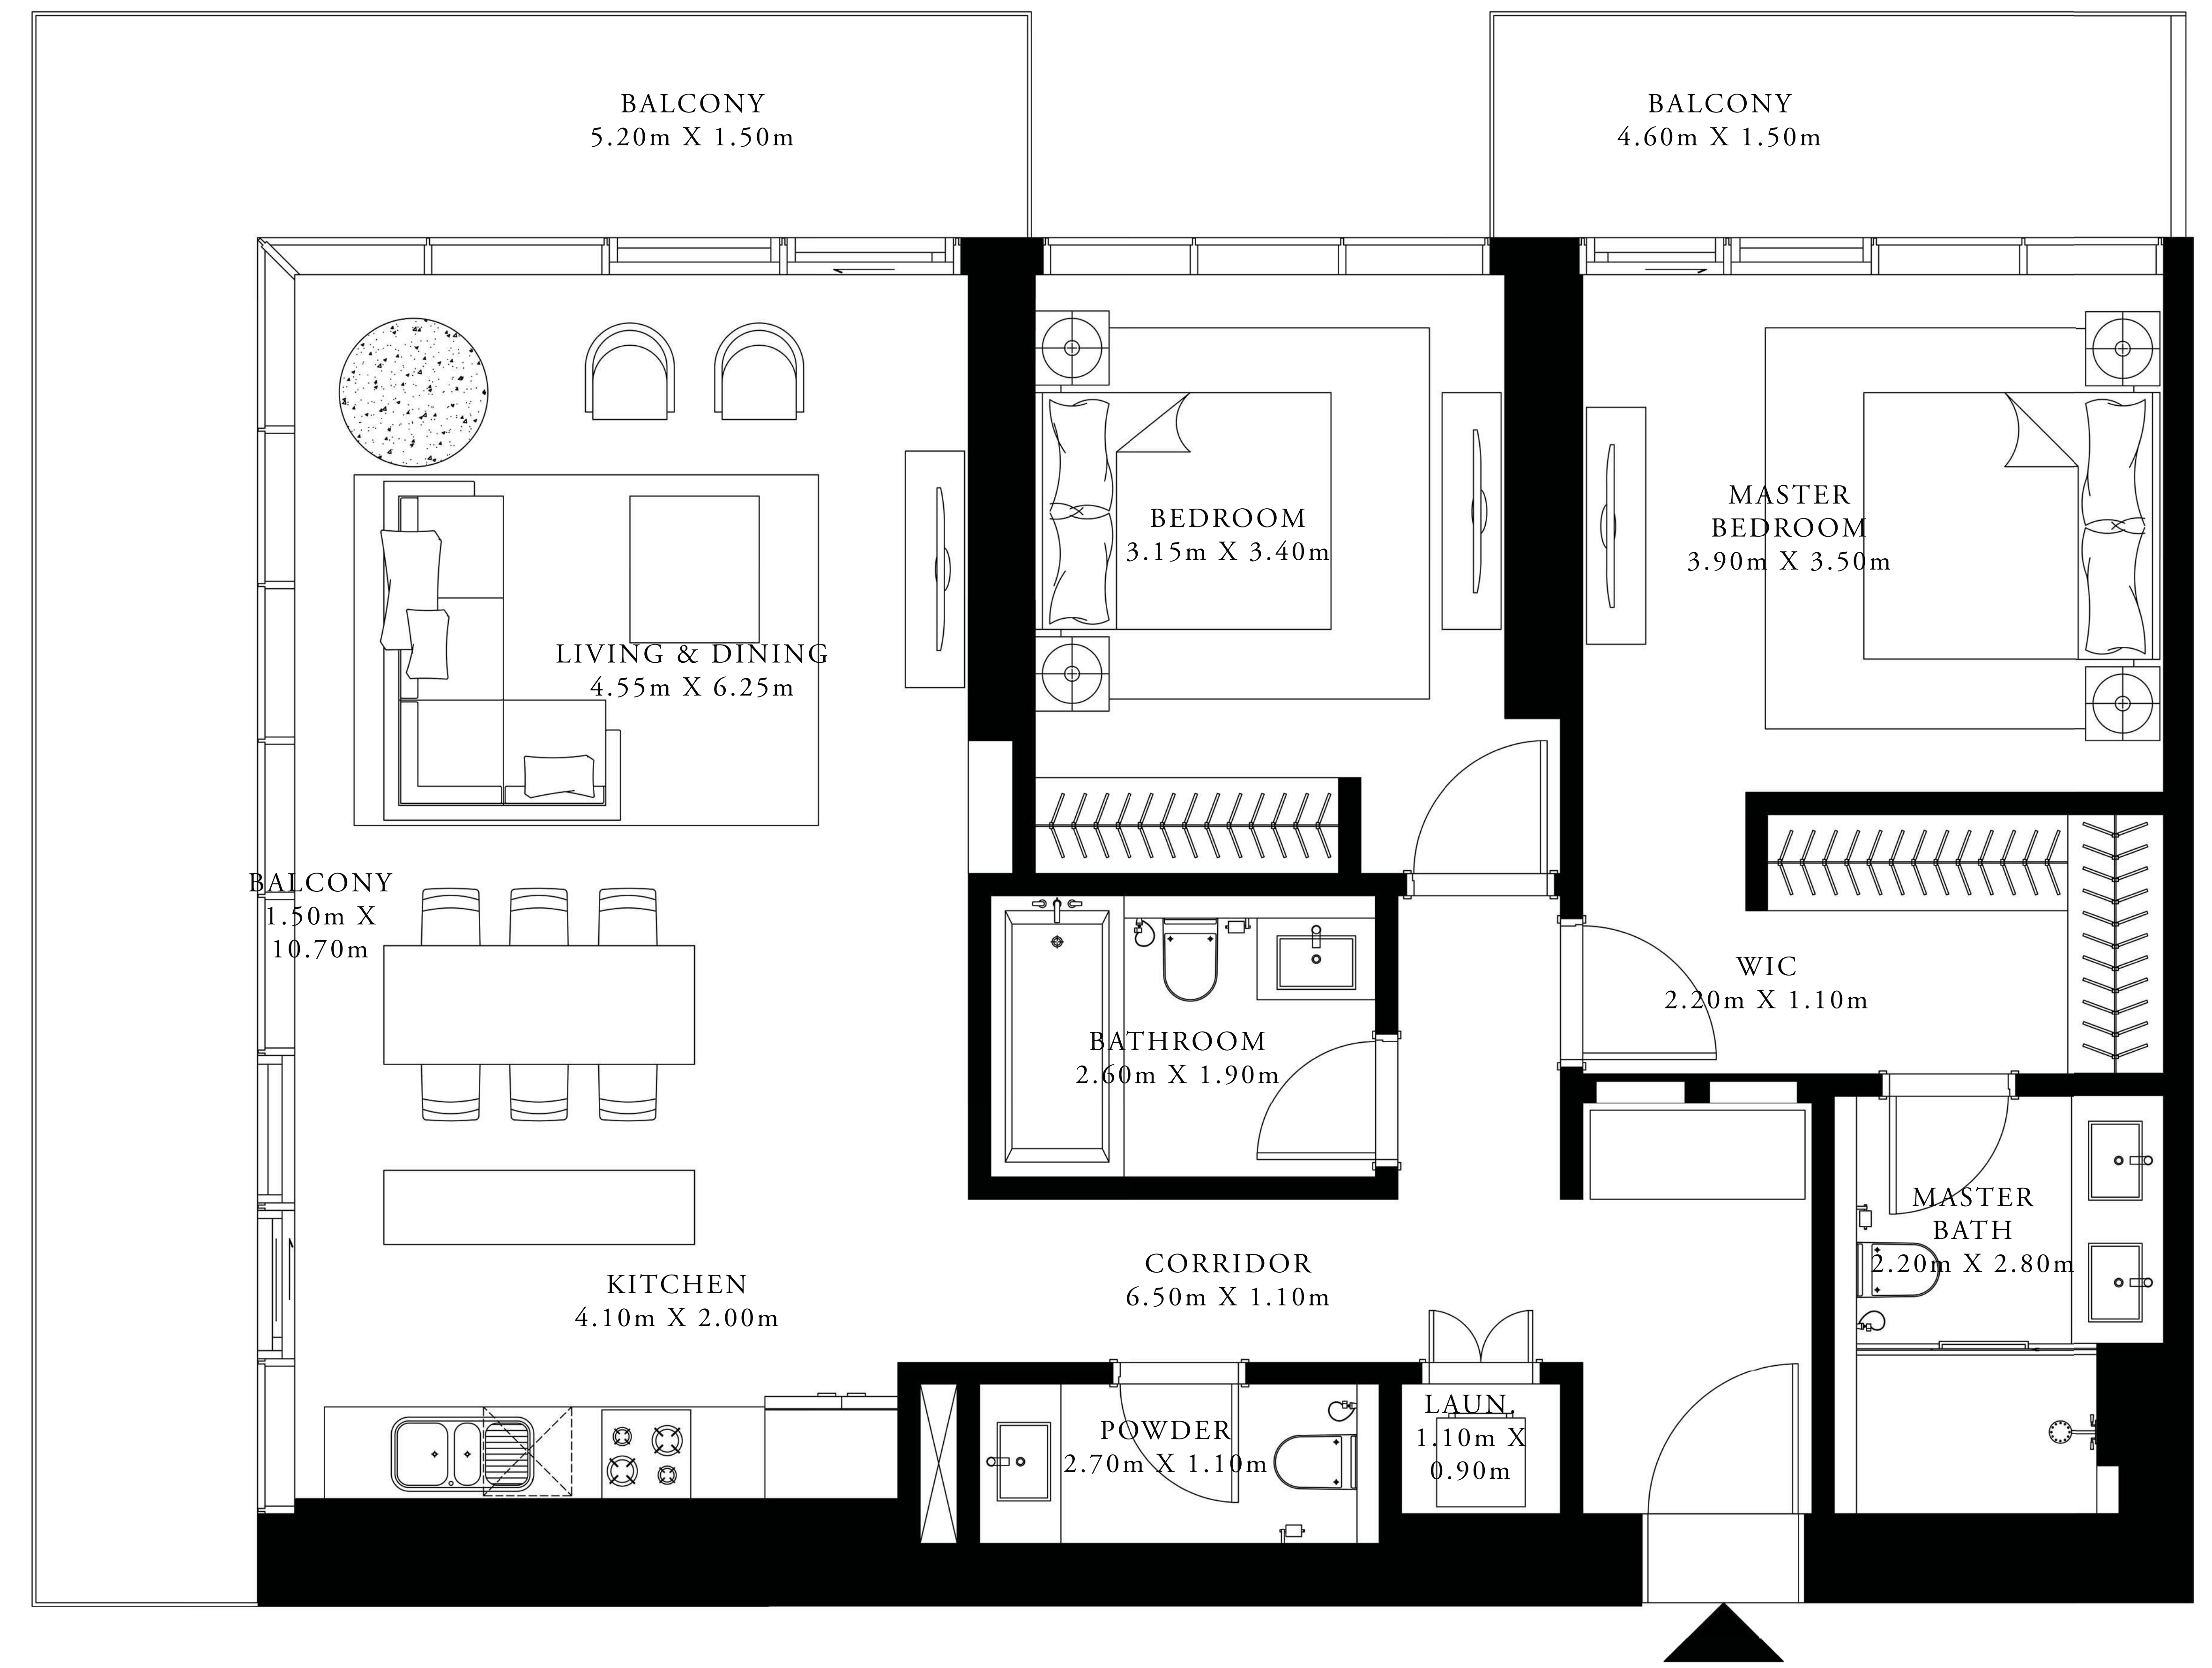 BALCONY
5.20m X 1.50m
BALCONY
4.60m X 1.50m
BEDROOM
3.15m X 3.40m
MASTER
BEDROOM
3.90m X 3.50m
LIVING & DINING
4.55m X 6.25m
BALCONY
1.50m X
10.70m
WIC
2.20m X 1.10m
BATHROOM
2.60m X 1.90m
MASTER
BATH
2.20m X 2.80m
CORRIDOR
6.50m X 1.10m
KITCHEN
4.10m X 2.00m
POWDER
2.70m X 1.10m
LAUN.
1.10m X
0.90m